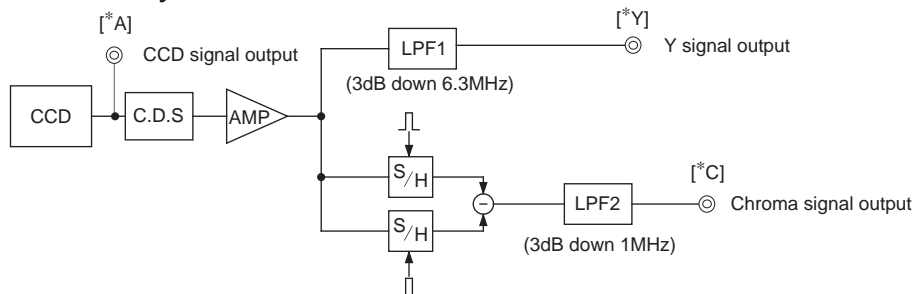 [*A]
CCD signal output
[*Y]
Y signal output
LPF1
(3dB down 6.3MHz)
CCD
C.D.S
AMP
S/H
[*C]
Chroma signal output
LPF2
(3dB down 1MHz)
S/H